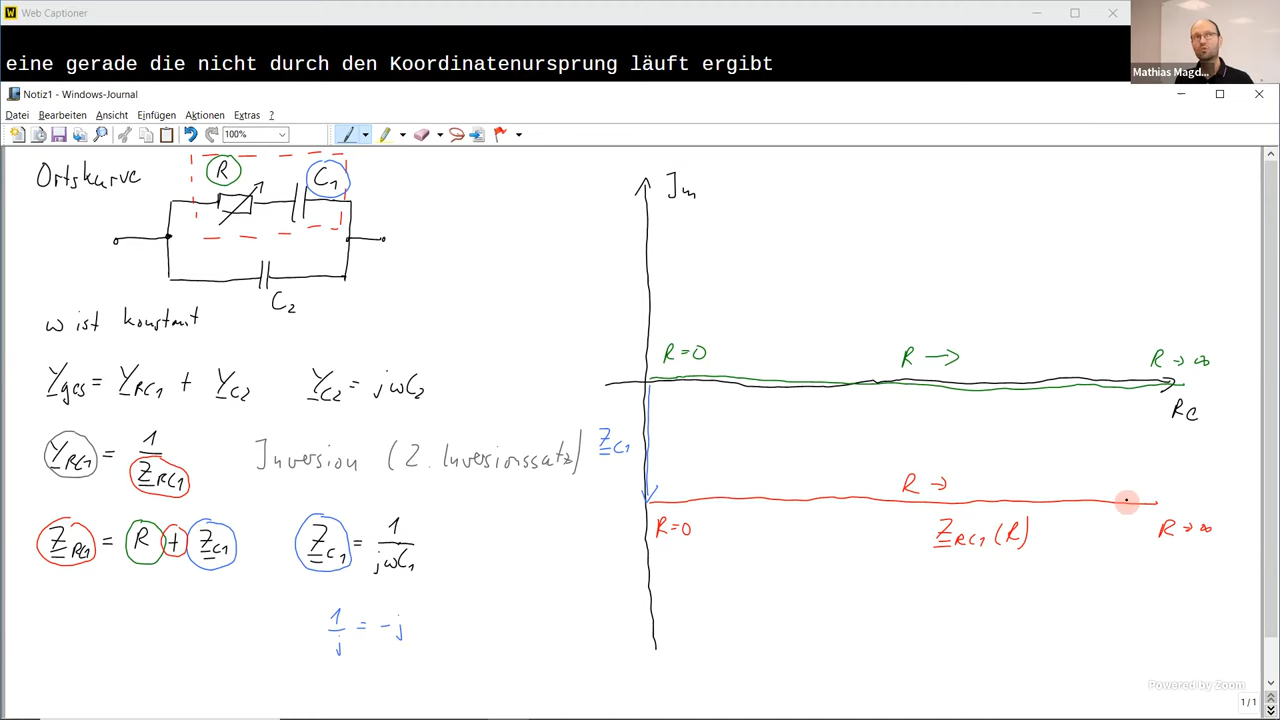 Web Captioner
eine gerade die nicht durch den Koordinatenursprung läuft ergibt
Mathias Magd...
Notiz1 - Windows-Journal
Datei Bearbeiten Ansicht Einfügen Aktionen Extras ?
100%
Ortskurve
R
C1
C2
ω ist konstant
Yges = YRC1 + YC2
YC2 = jωC2
YRC1 = 1/ZRC1
Inversion (2. Inversionssatz)
ZRC1 = R + ZC1
ZC1 = 1/jωC1
1/j = -j
Im
R=0
R →
R → ∞
Re
ZC1
R →
R=0
ZRC1(R)
R → ∞
Powered by Zoom
1/1